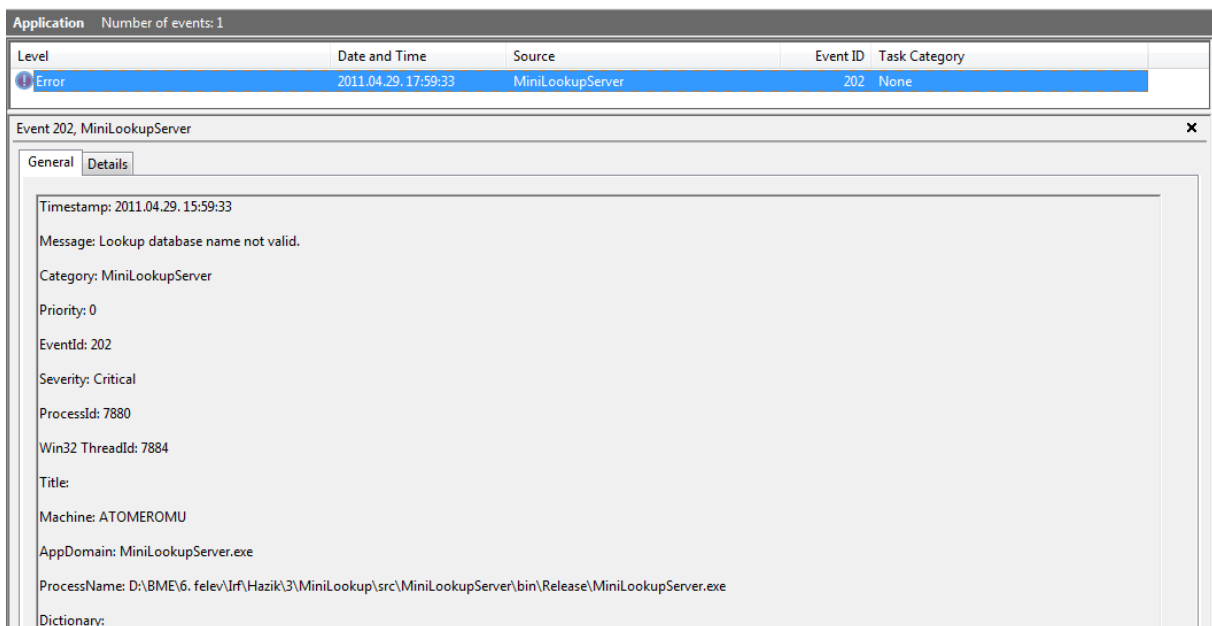 Application Number of events: 1
Level Date and Time Source Event ID Task Category
Error 2011.04.29. 17:59:33 MiniLookupServer 202 None
Event 202, MiniLookupServer
General Details
Timestamp: 2011.04.29. 15:59:33
Message: Lookup database name not valid.
Category: MiniLookupServer
Priority: 0
EventId: 202
Severity: Critical
ProcessId: 7880
Win32 ThreadId: 7884
Title:
Machine: ATOMEROMU
AppDomain: MiniLookupServer.exe
ProcessName: D:\BME\6. felev\Irf\Hazik\3\MiniLookup\src\MiniLookupServer\bin\Release\MiniLookupServer.exe
Dictionary: